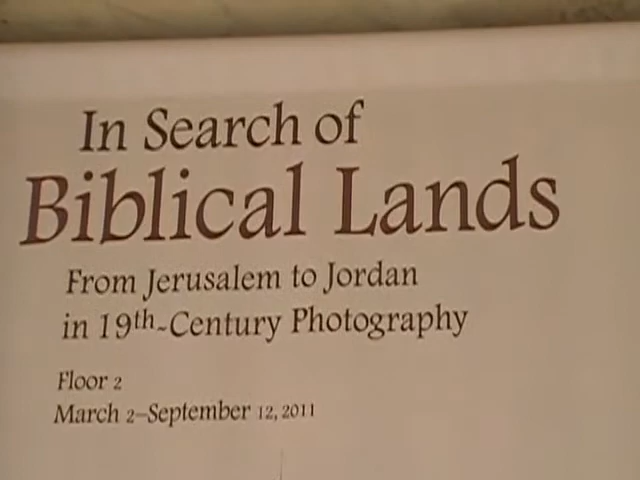 In Search of
Biblical Lands
From Jerusalem to Jordan
in 19th-Century Photography
Floor 2
March 2–September 12, 2011